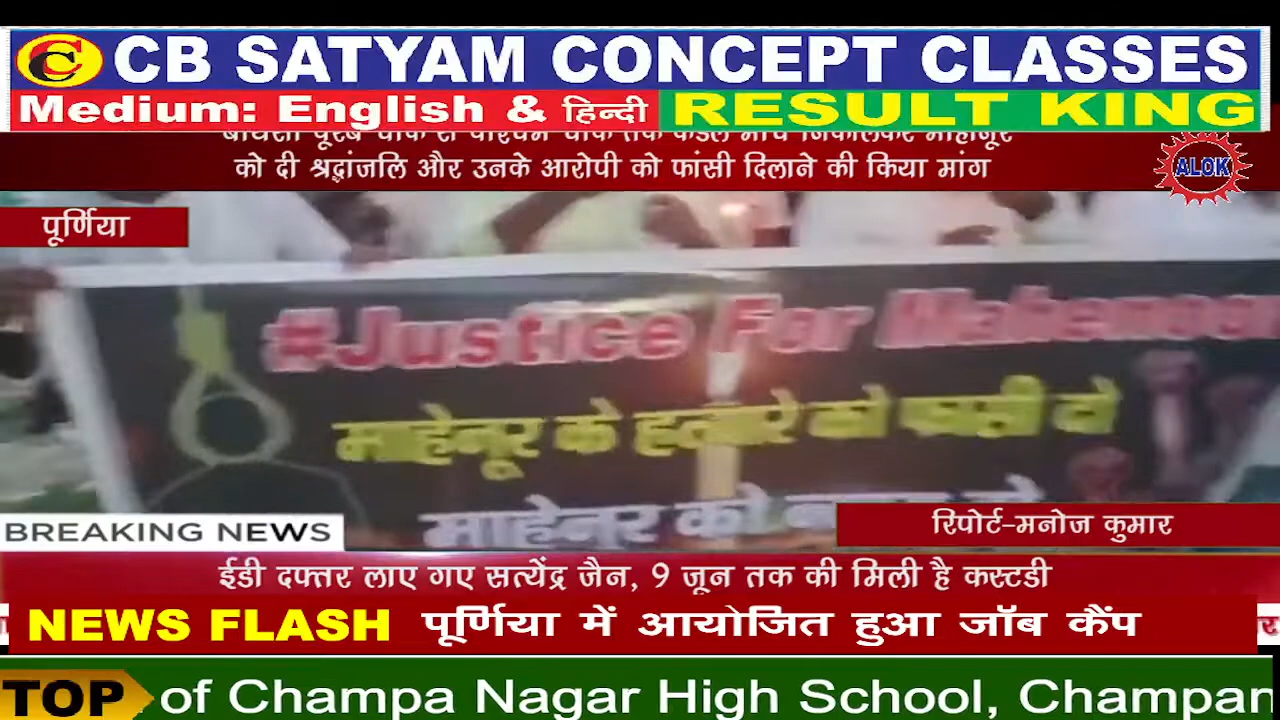 C CB SATYAM CONCEPT CLASSES
Medium: English & हिन्दी RESULT KING
को दी श्रद्धांजलि और उनके आरोपी को फांसी दिलाने की किया मांग
ALOK
पूर्णिया
#Justice For Mahenoor
माहेनूर के हत्यारे को फासी दो
माहेनूर को
रिपोर्ट-मनोज कुमार
BREAKING NEWS
ईडी दफ्तर लाए गए सत्येंद्र जैन, 9 जून तक की मिली है कस्टडी
NEWS FLASH पूर्णिया में आयोजित हुआ जॉब कैंप
TOP of Champa Nagar High School, Champan